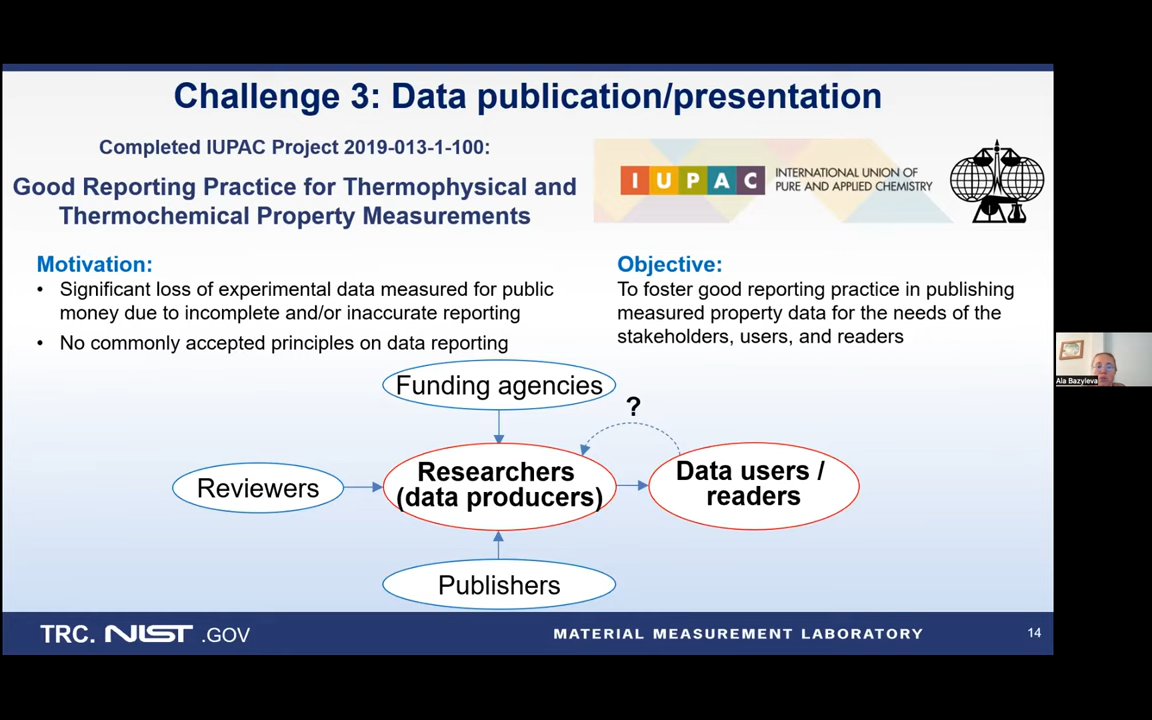 Challenge 3: Data publication/presentation
Completed IUPAC Project 2019-013-1-100:
Good Reporting Practice for Thermophysical and
Thermochemical Property Measurements
I U P A C
INTERNATIONAL UNION OF
PURE AND APPLIED CHEMISTRY
Motivation:
• Significant loss of experimental data measured for public
money due to incomplete and/or inaccurate reporting
• No commonly accepted principles on data reporting
Objective:
To foster good reporting practice in publishing
measured property data for the needs of the
stakeholders, users, and readers
Funding agencies
?
Reviewers
Researchers
(data producers)
Data users /
readers
Publishers
Ala Bazyleva
TRC. NIST .GOV
MATERIAL MEASUREMENT LABORATORY
14